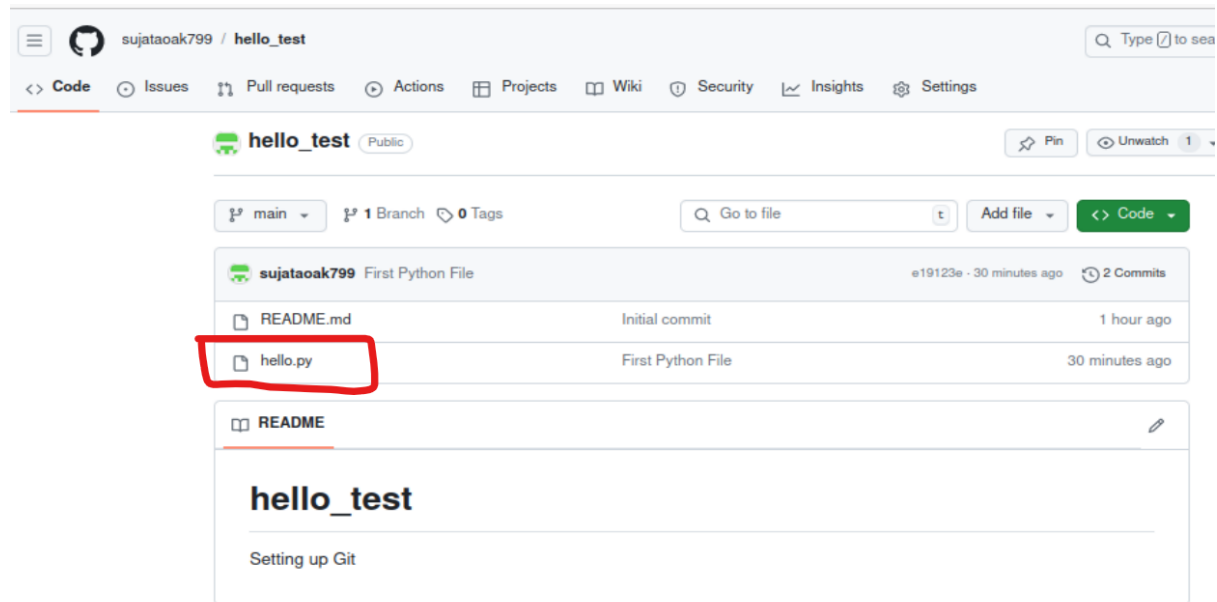 sujataoak799 / hello_test
Type / to sea
Code Issues Pull requests Actions Projects Wiki Security Insights Settings
hello_test Public Pin Unwatch 1
main 1 Branch 0 Tags Go to file t Add file Code
sujataoak799 First Python File e19123e · 30 minutes ago 2 Commits
README.md Initial commit 1 hour ago
hello.py First Python File 30 minutes ago
README
hello_test
Setting up Git